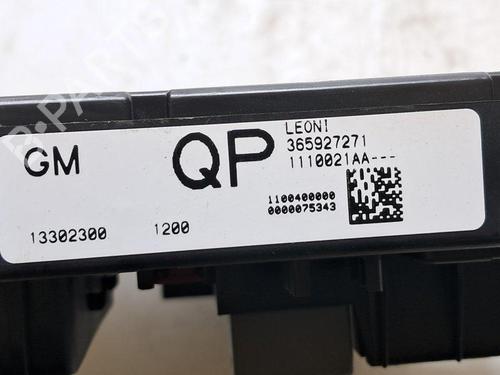 GM
QP
LEONI
365927271
1110021AA---
1100400000
0000075343
13302300
1200